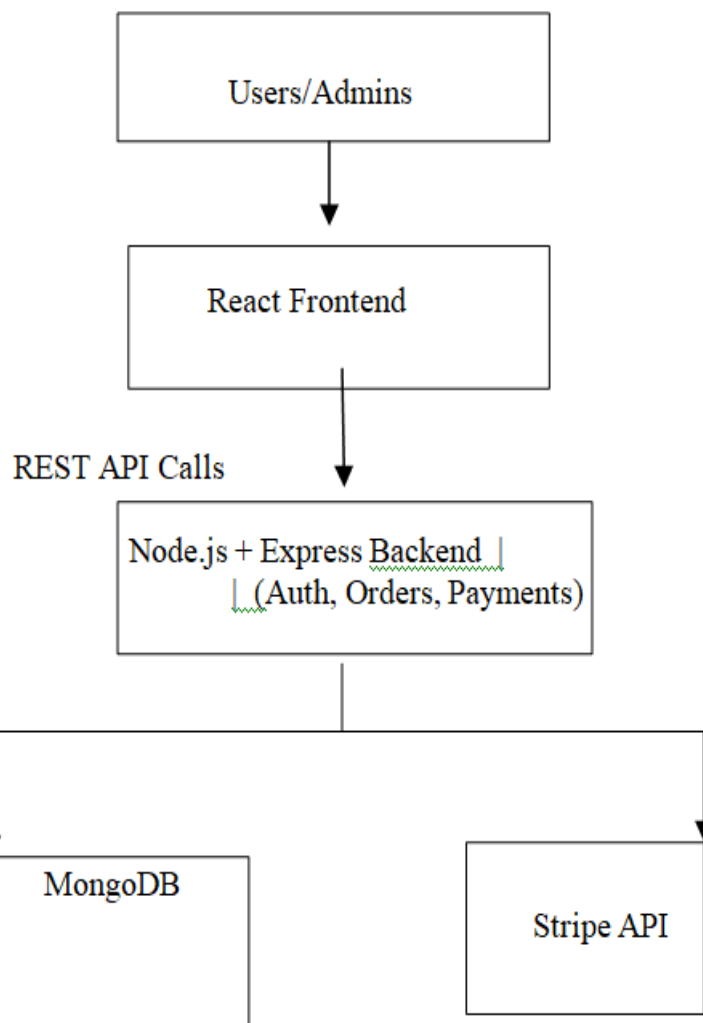 Users/Admins
React Frontend
REST API Calls
Node.js + Express Backend |
| (Auth, Orders, Payments)
MongoDB
Stripe API